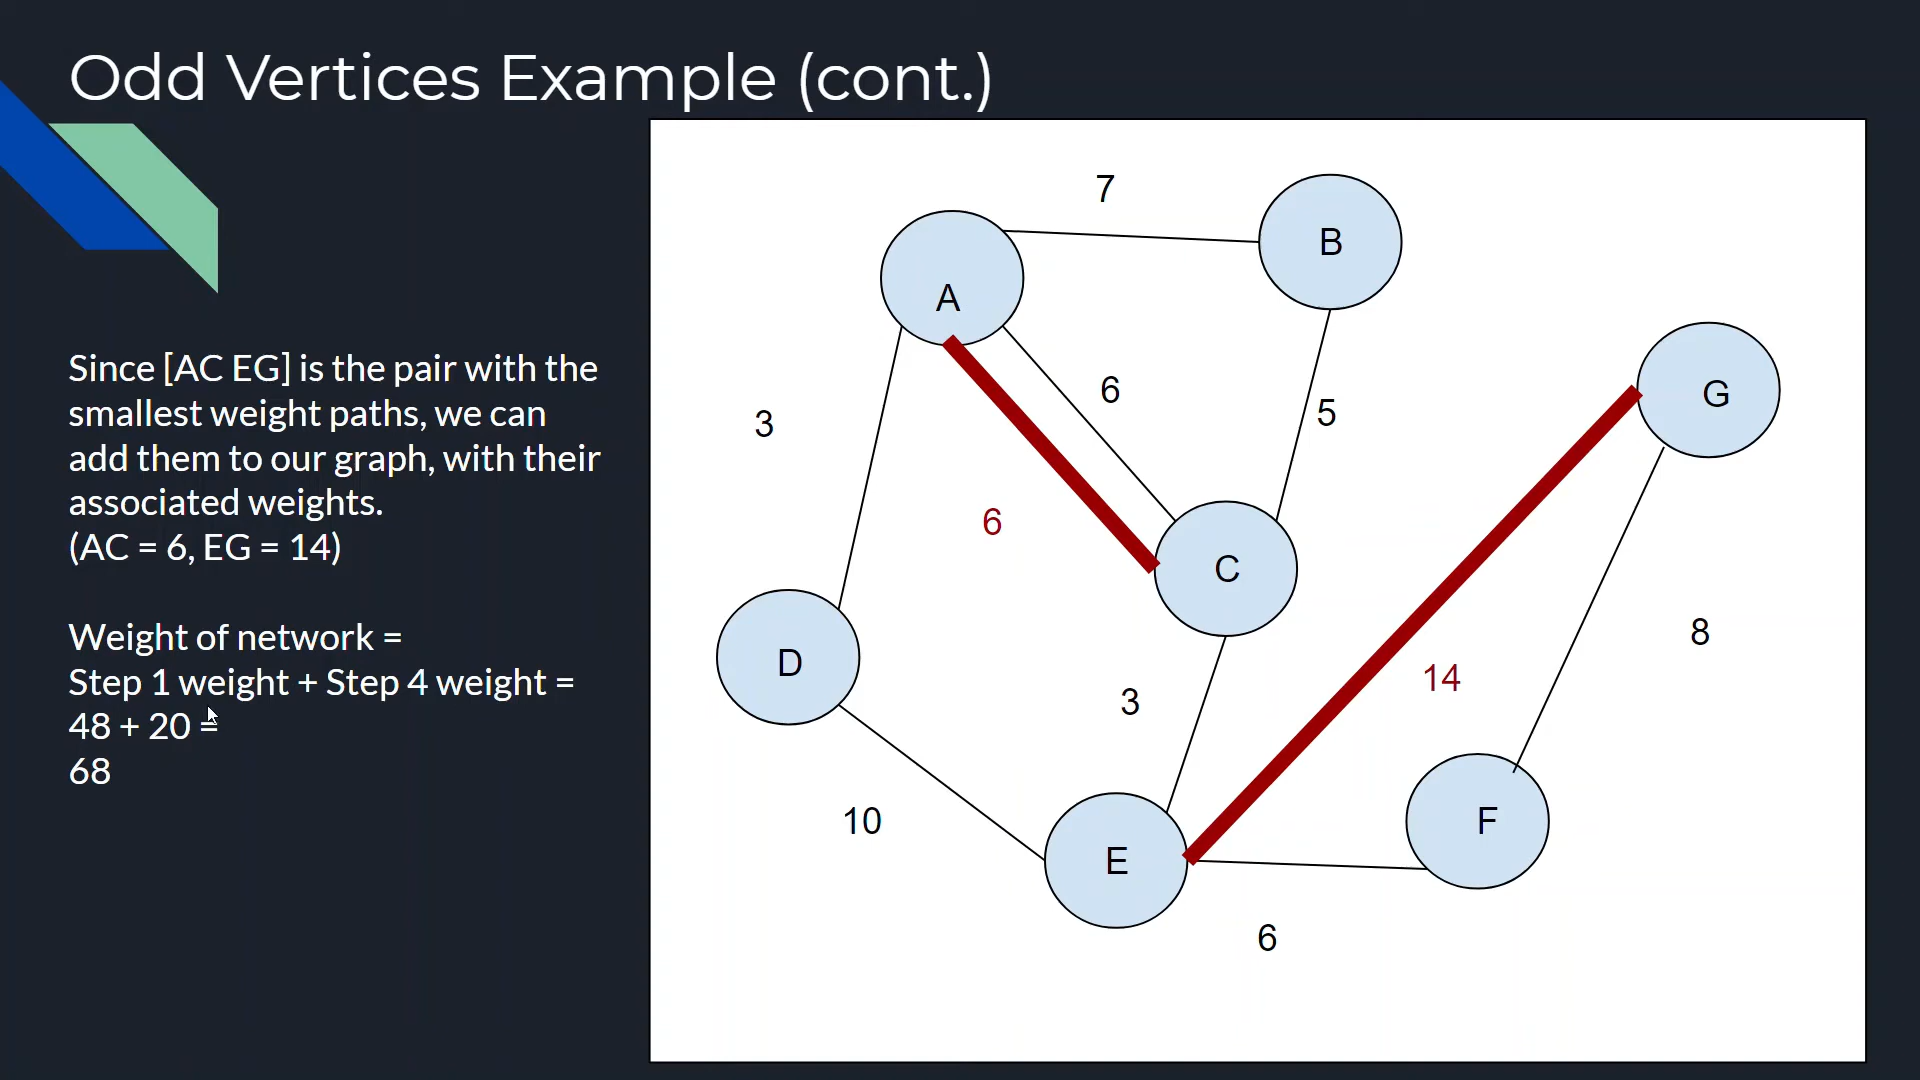 Odd Vertices Example (cont.)
Since [AC EG] is the pair with the
smallest weight paths, we can
add them to our graph, with their
associated weights.
(AC = 6, EG = 14)
Weight of network =
Step 1 weight + Step 4 weight =
48 + 20 =
68
7
B
A
G
6
3
5
6
C
8
D
14
3
10
F
E
6